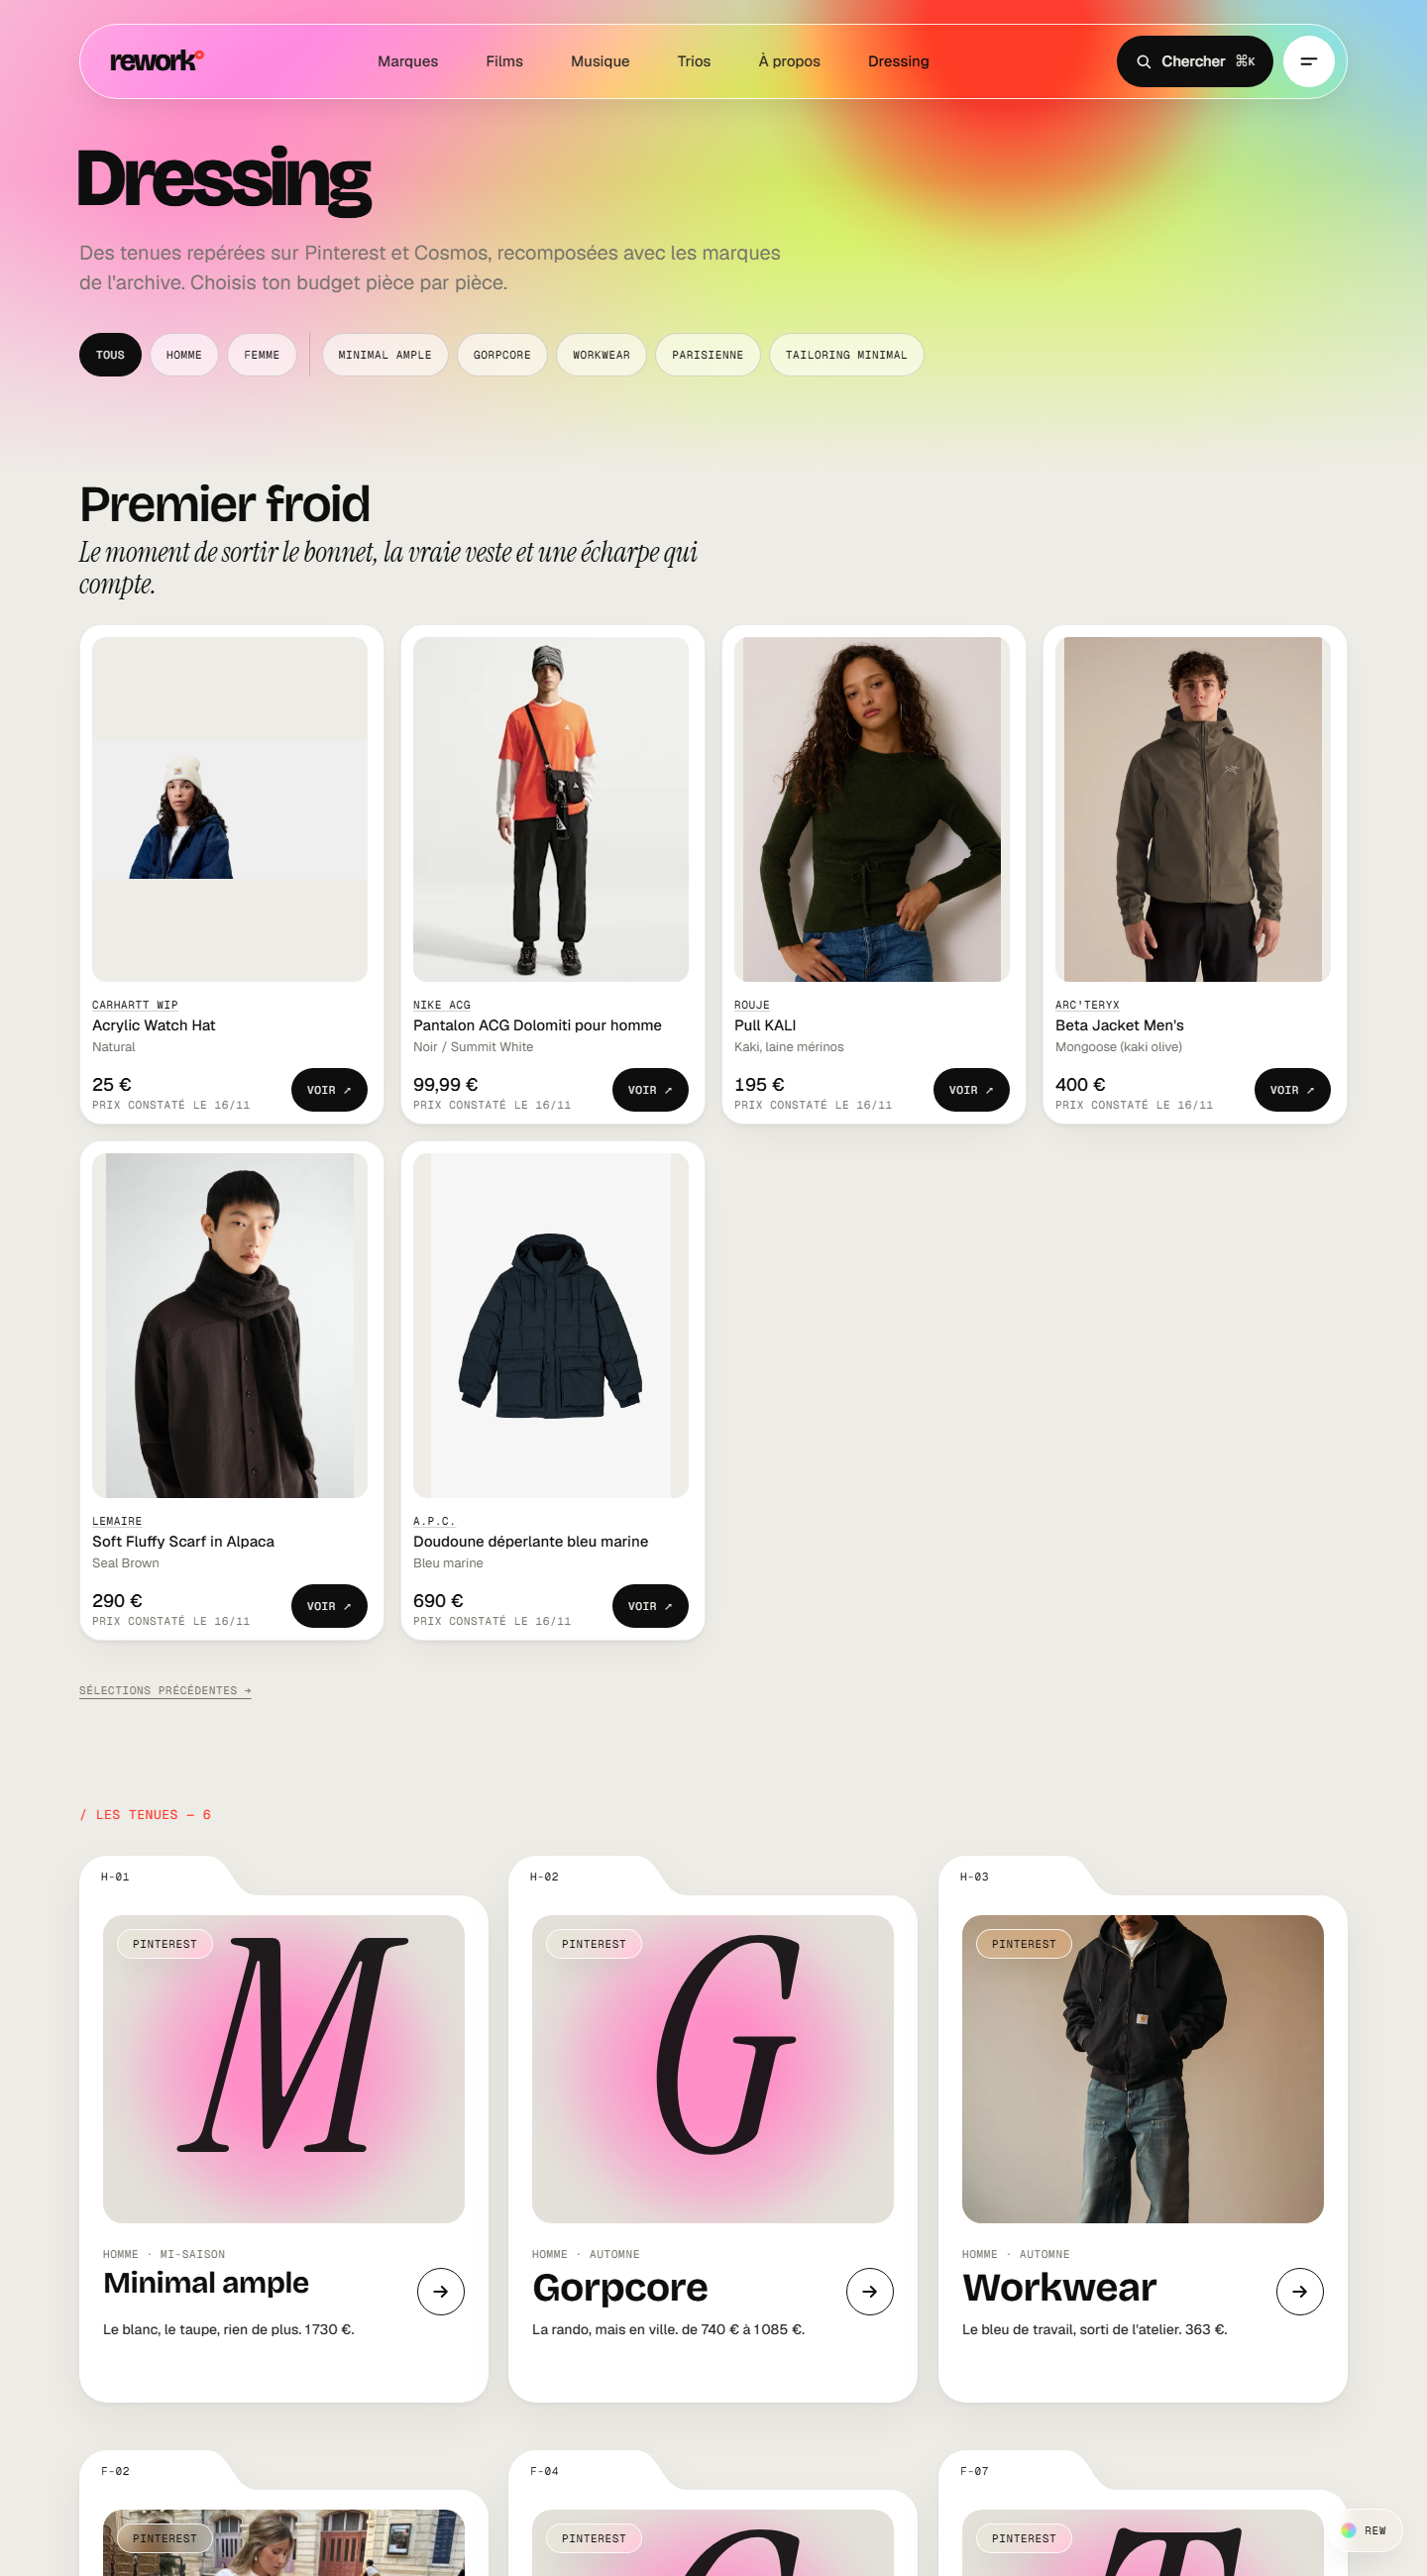 rework°
Marques Films Musique Trios À propos Dressing
Chercher ⌘K
Dressing
Des tenues repérées sur Pinterest et Cosmos, recomposées avec les marques
de l'archive. Choisis ton budget pièce par pièce.
TOUS HOMME FEMME MINIMAL AMPLE GORPCORE WORKWEAR PARISIENNE TAILORING MINIMAL
Premier froid
Le moment de sortir le bonnet, la vraie veste et une écharpe qui
compte.
CARHARTT WIP
Acrylic Watch Hat
Natural
25 €
PRIX CONSTATÉ LE 16/11
VOIR ↗
NIKE ACG
Pantalon ACG Dolomiti pour homme
Noir / Summit White
99,99 €
PRIX CONSTATÉ LE 16/11
VOIR ↗
ROUJE
Pull KALI
Kaki, laine mérinos
195 €
PRIX CONSTATÉ LE 16/11
VOIR ↗
ARC'TERYX
Beta Jacket Men's
Mongoose (kaki olive)
400 €
PRIX CONSTATÉ LE 16/11
VOIR ↗
LEMAIRE
Soft Fluffy Scarf in Alpaca
Seal Brown
290 €
PRIX CONSTATÉ LE 16/11
VOIR ↗
A.P.C.
Doudoune déperlante bleu marine
Bleu marine
690 €
PRIX CONSTATÉ LE 16/11
VOIR ↗
SÉLECTIONS PRÉCÉDENTES →
/ LES TENUES — 6
H-01
PINTEREST
M
HOMME · MI-SAISON
Minimal ample
Le blanc, le taupe, rien de plus. 1 730 €.
H-02
PINTEREST
G
HOMME · AUTOMNE
Gorpcore
La rando, mais en ville. de 740 € à 1 085 €.
H-03
PINTEREST
HOMME · AUTOMNE
Workwear
Le bleu de travail, sorti de l'atelier. 363 €.
F-02
PINTEREST
F-04
PINTEREST
F-07
PINTEREST
T
REW